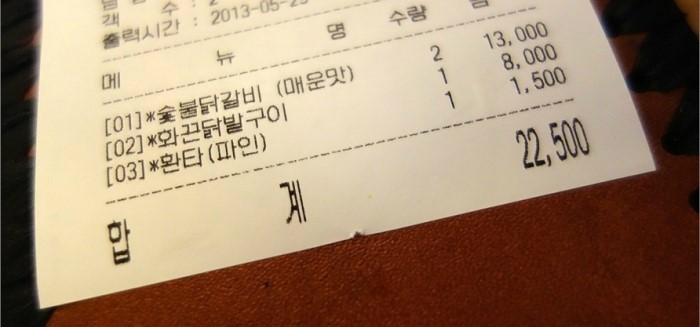 객 수 : 2
출력시간 : 2013-05-25
메 뉴 명 수량 금
[01]*숯불닭갈비 (매운맛) 2 13,000
[02]*화끈닭발구이 1 8,000
[03]*환타(파인) 1 1,500
합 계 22,500